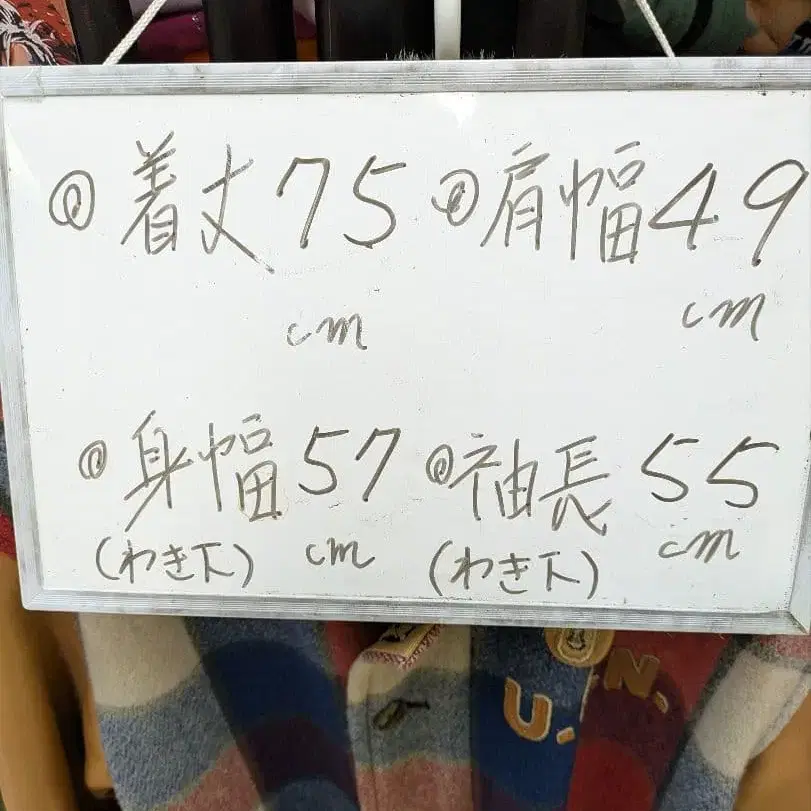 ◎着丈75 ◎肩幅49
cm cm
◎身幅57 ◎袖長55
(わき下) cm (わき下) cm
U. N.